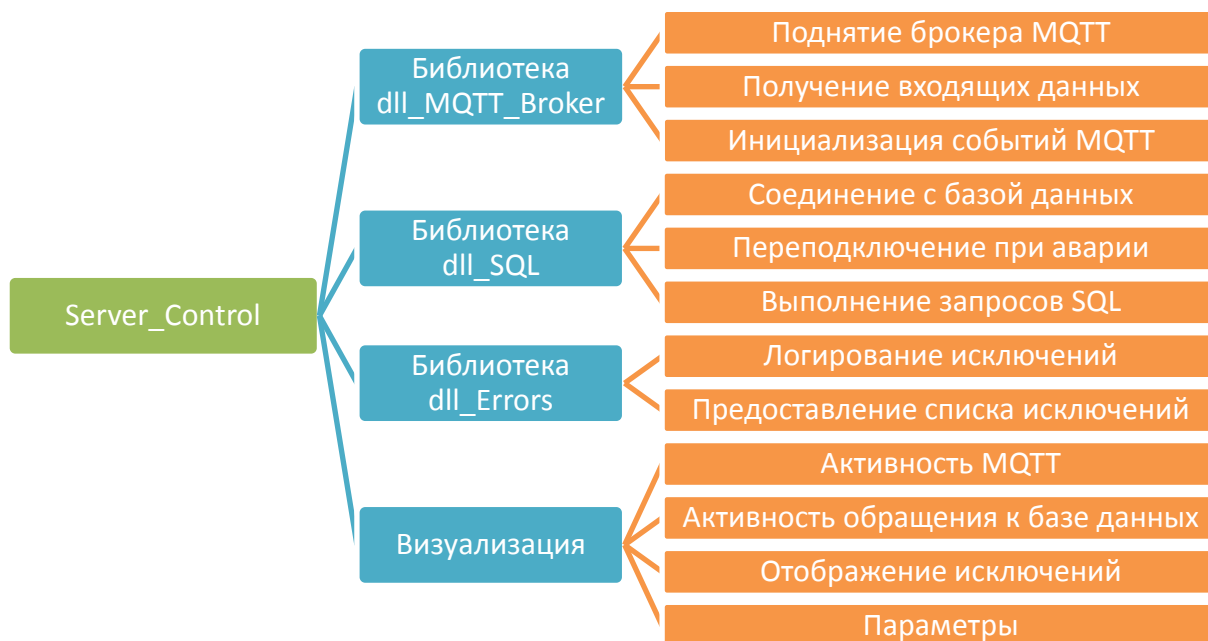 Server_Control
Библиотека
dll_MQTT_Broker
Поднятие брокера MQTT
Получение входящих данных
Инициализация событий MQTT
Библиотека
dll_SQL
Соединение с базой данных
Переподключение при аварии
Выполнение запросов SQL
Библиотека
dll_Errors
Логирование исключений
Предоставление списка исключений
Визуализация
Активность MQTT
Активность обращения к базе данных
Отображение исключений
Параметры